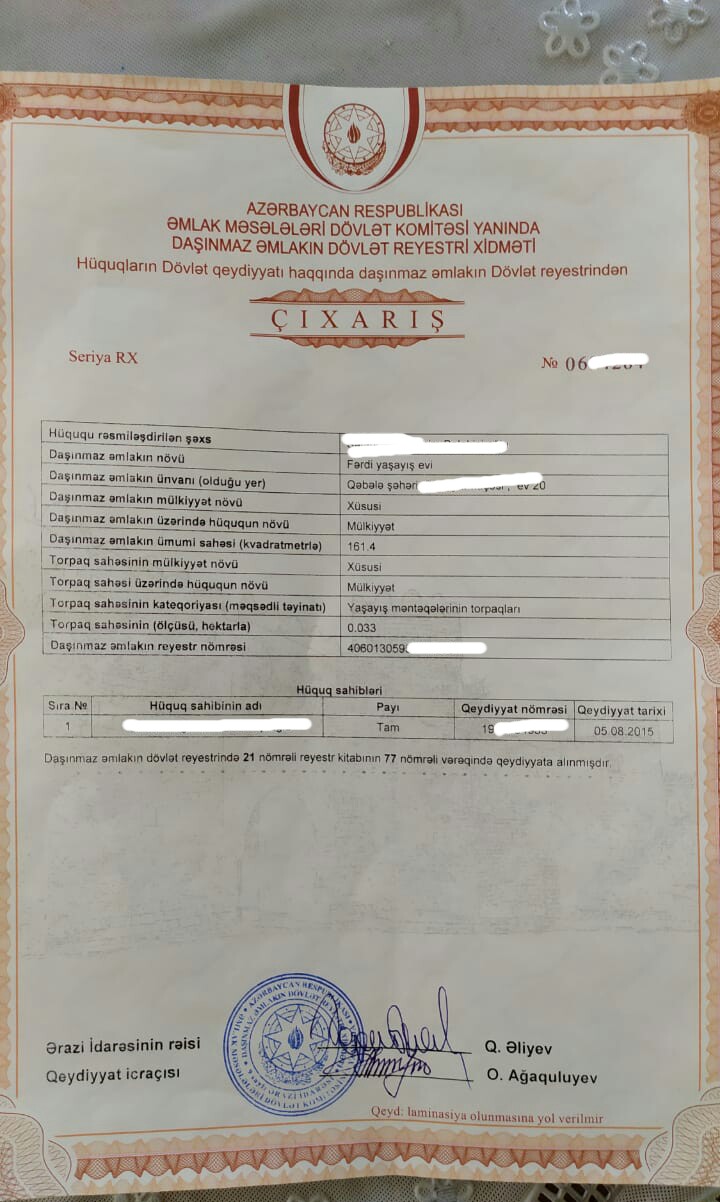 AZƏRBAYCAN RESPUBLİKASI
ƏMLAK MƏSƏLƏLƏRİ DÖVLƏT KOMİTƏSİ YANINDA
DAŞINMAZ ƏMLAKIN DÖVLƏT REYESTRİ XİDMƏTİ
Hüquqların Dövlət qeydiyyatı haqqında daşınmaz əmlakın Dövlət reyestrindən
ÇIXARIŞ
Seriya RX № 06
Hüququ rəsmiləşdirilən şəxs
Daşınmaz əmlakın növü Fərdi yaşayış evi
Daşınmaz əmlakın ünvanı (olduğu yer) Qəbələ şəhəri ev 20
Daşınmaz əmlakın mülkiyyət növü Xüsusi
Daşınmaz əmlakın üzərində hüququn növü Mülkiyyət
Daşınmaz əmlakın ümumi sahəsi (kvadratmetrlə) 161.4
Torpaq sahəsinin mülkiyyət növü Xüsusi
Torpaq sahəsi üzərində hüququn növü Mülkiyyət
Torpaq sahəsinin kateqoriyası (məqsədli təyinatı) Yaşayış məntəqələrinin torpaqları
Torpaq sahəsinin (ölçüsü, hektarla) 0.033
Daşınmaz əmlakın reyestr nömrəsi 406013059
Hüquq sahibləri
Sıra № Hüquq sahibinin adı Payı Qeydiyyat nömrəsi Qeydiyyat tarixi
1 Tam 19 05.08.2015
Daşınmaz əmlakın dövlət reyestrində 21 nömrəli reyestr kitabının 77 nömrəli vərəqində qeydiyyata alınmışdır.
Ərazi İdarəsinin rəisi Q. Əliyev
Qeydiyyat icraçısı O. Ağaquluyev
Qeyd: laminasiya olunmasına yol verilmir